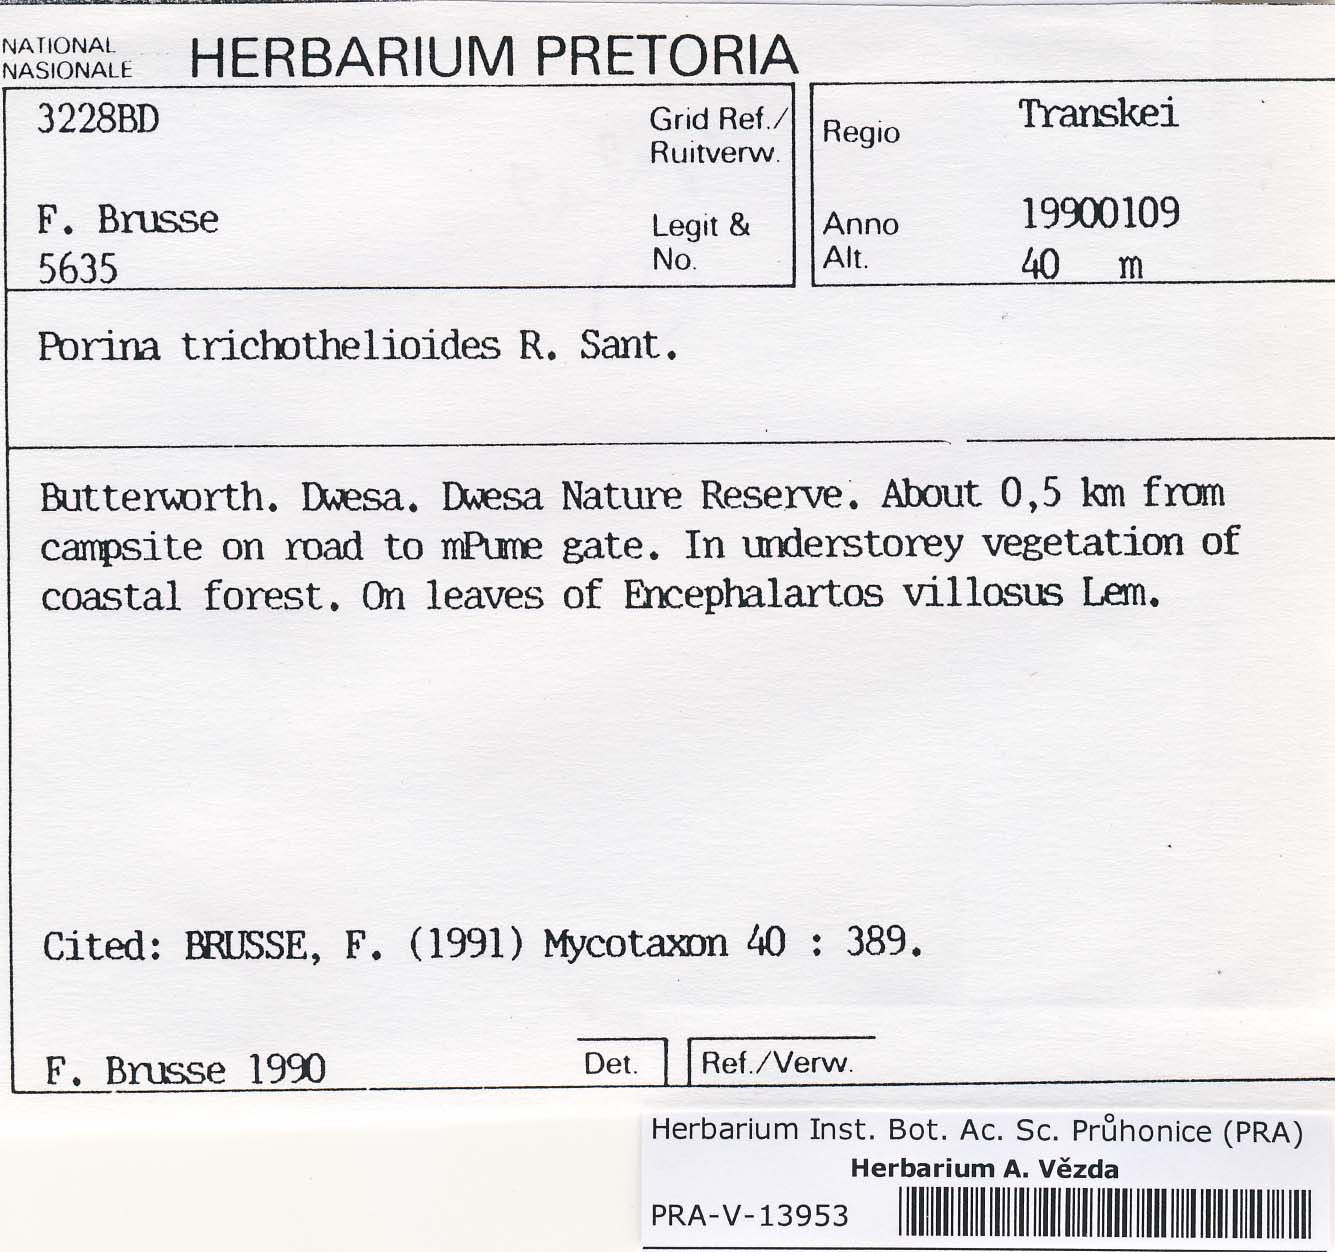 NATIONAL
NASIONALE
HERBARIUM PRETORIA
3228BD
Grid Ref./
Ruitverw.
Regio
Transkei
F. Brusse
Legit &
Anno
19900109
5635
No.
Alt.
40 m
Porina trichothelioides R. Sant.
Butterworth. Dwesa. Dwesa Nature Reserve. About 0,5 km from
campsite on road to mPume gate. In understorey vegetation of
coastal forest. On leaves of Encephalartos villosus Lem.
Cited: BRUSSE, F. (1991) Mycotaxon 40 : 389.
F. Brusse 1990
Det.
Ref./Verw.
Herbarium Inst. Bot. Ac. Sc. Průhonice (PRA)
Herbarium A. Vězda
PRA-V-13953